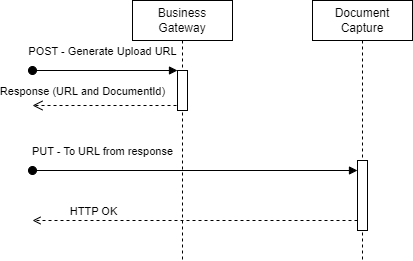 Business
Gateway
Document
Capture
POST - Generate Upload URL
Response (URL and DocumentId)
PUT - To URL from response
HTTP OK